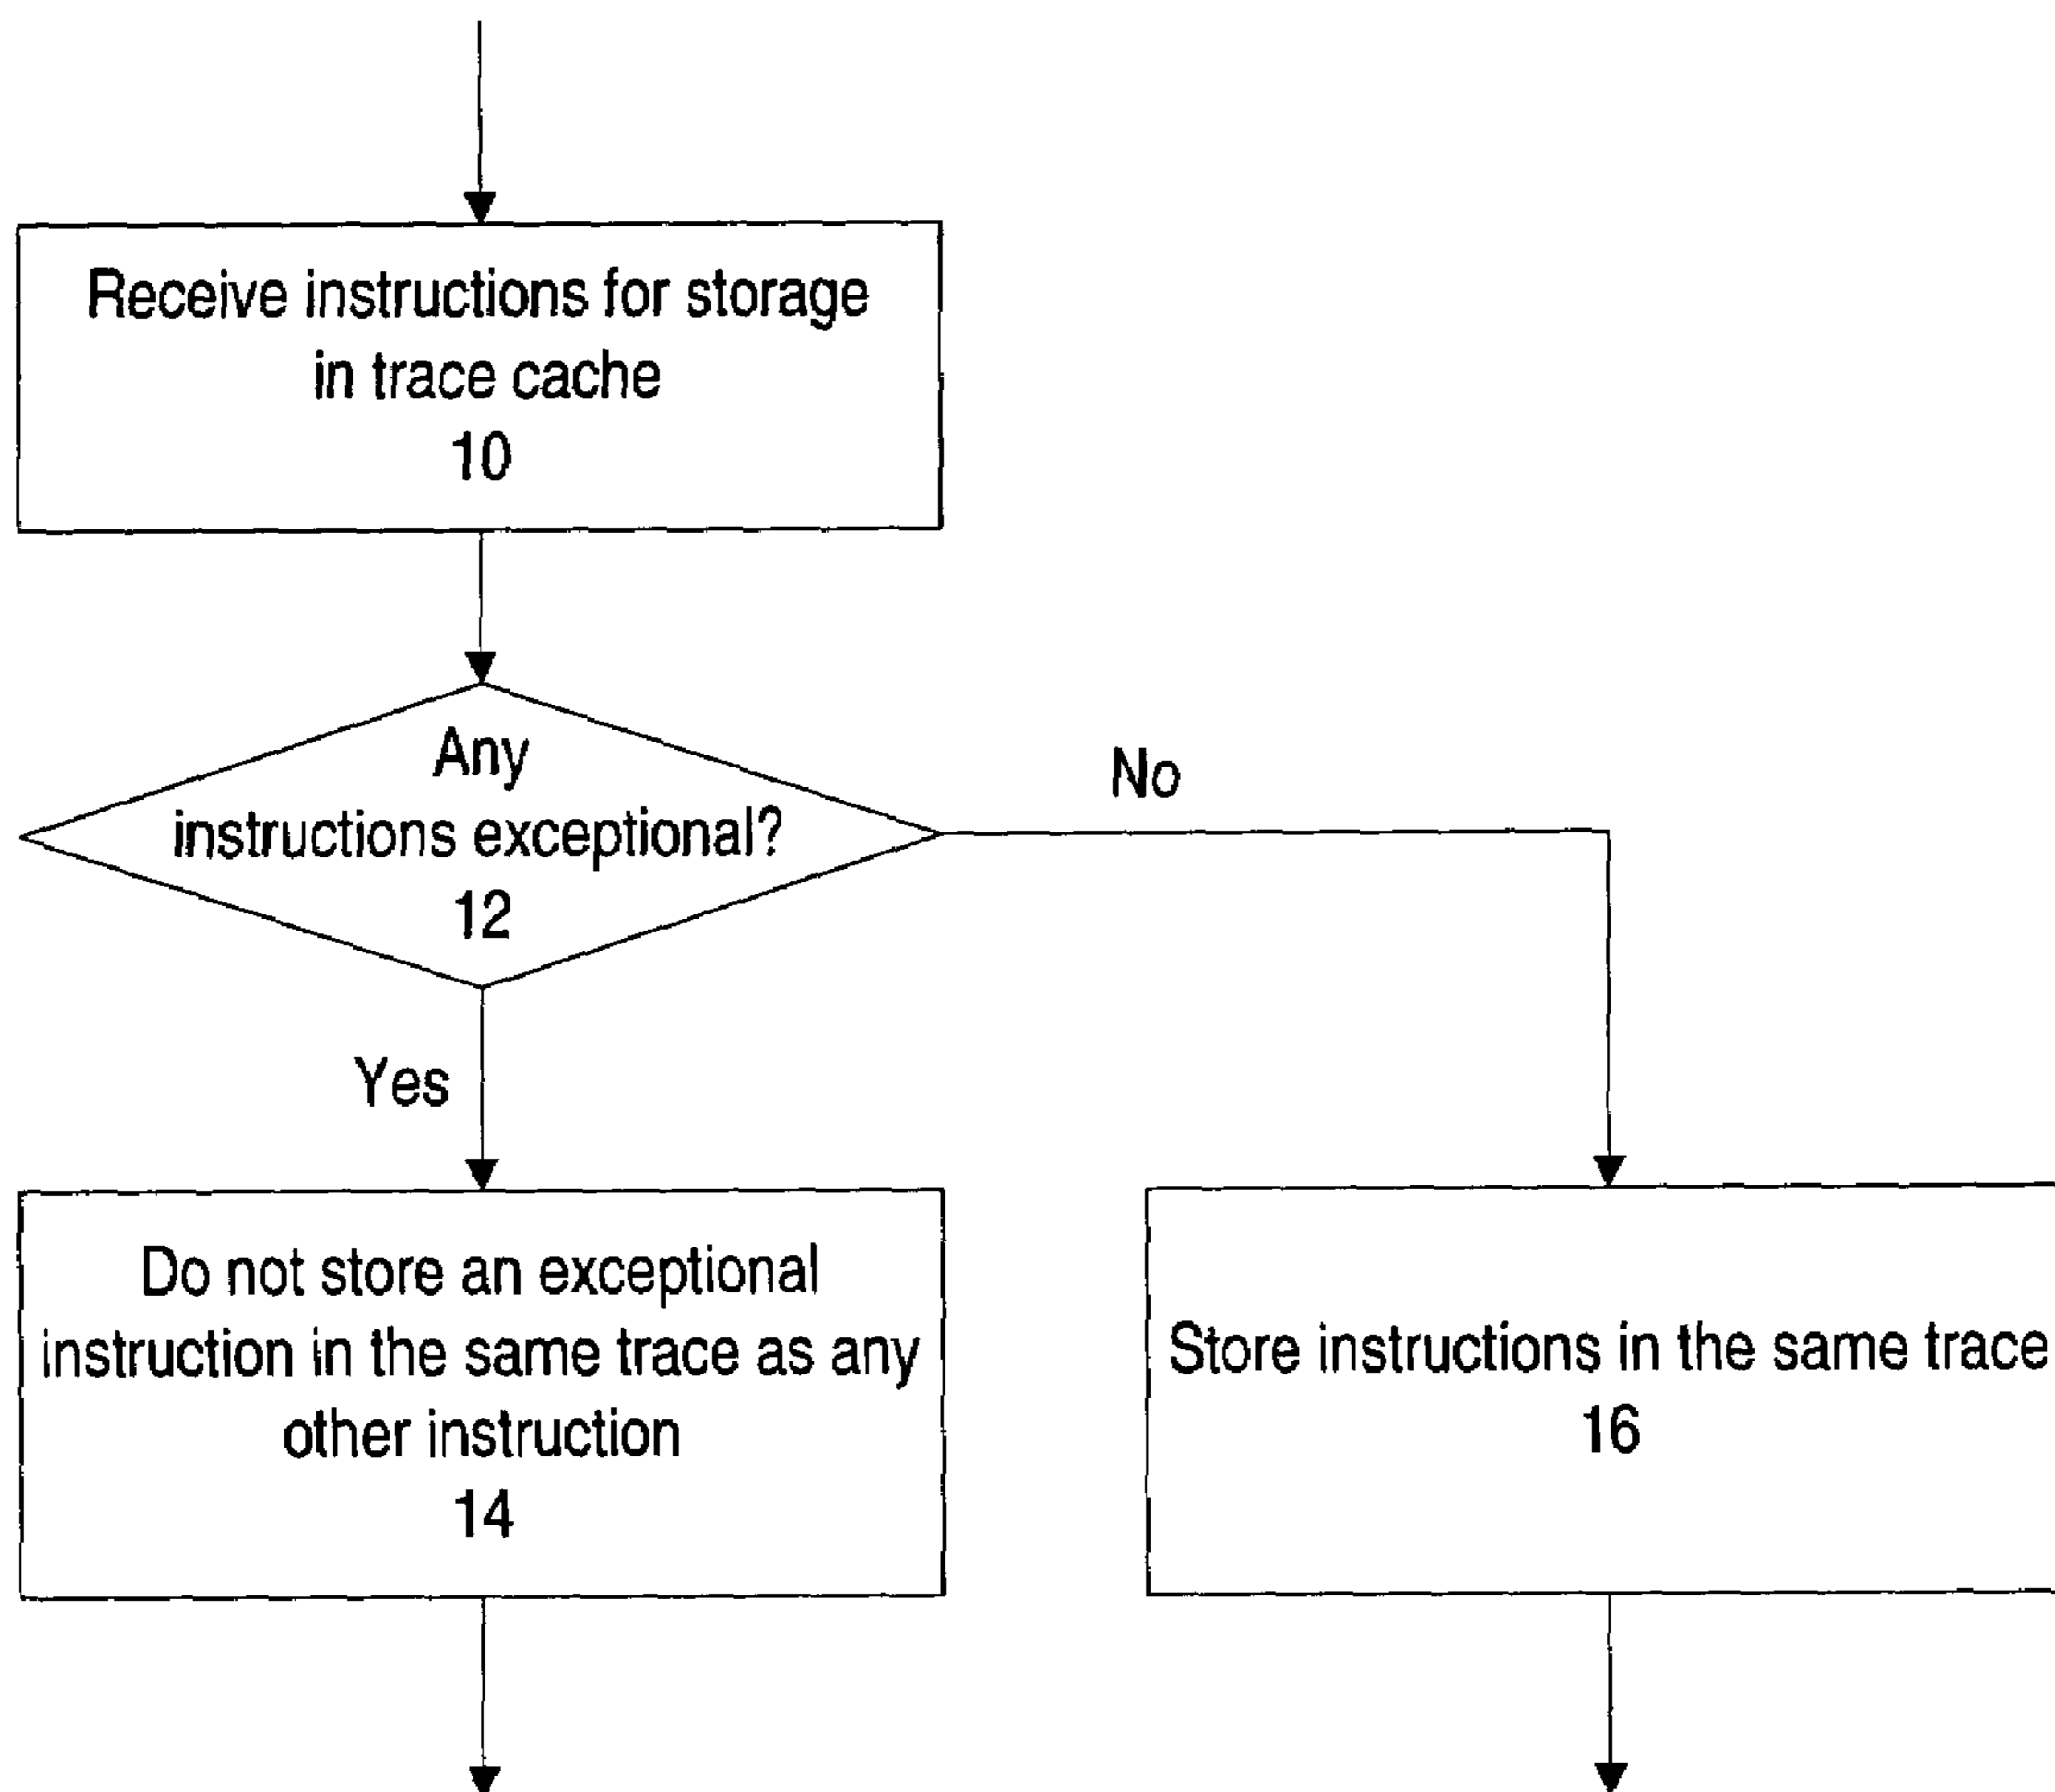 Receive instructions for storage
in trace cache
10
Any
instructions exceptional?
12
No
Yes
Do not store an exceptional
instruction in the same trace as any
other instruction
14
Store instructions in the same trace
16